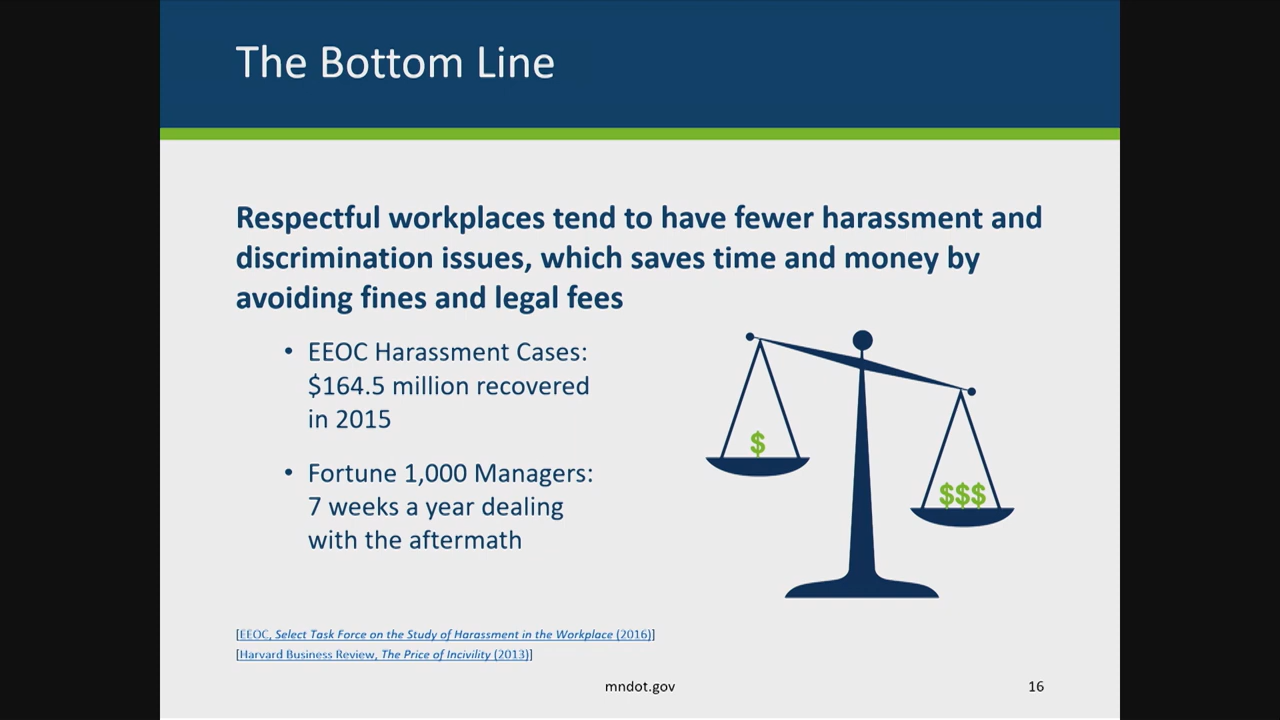 The Bottom Line
Respectful workplaces tend to have fewer harassment and
discrimination issues, which saves time and money by
avoiding fines and legal fees
• EEOC Harassment Cases:
$164.5 million recovered
in 2015
• Fortune 1,000 Managers:
7 weeks a year dealing
with the aftermath
$
$$$
[EEOC, Select Task Force on the Study of Harassment in the Workplace (2016)]
[Harvard Business Review, The Price of Incivility (2013)]
mndot.gov
16